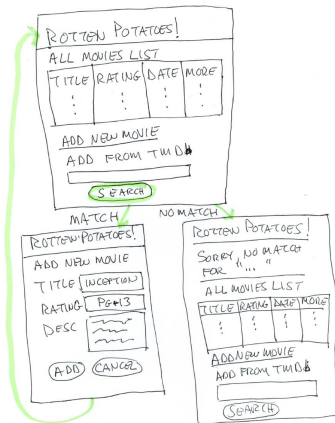 ROTTEN POTATOES!
ALL MOVIES LIST
TITLE RATING DATE MORE
ADD NEW MOVIE
ADD FROM TMDb
SEARCH
MATCH
NO MATCH
ROTTEN POTATOES!
ADD NEW MOVIE
TITLE INCEPTION
RATING PG-13
DESC
ADD CANCEL
ROTTEN POTATOES!
SORRY, NO MATCH
FOR "..."
ALL MOVIES LIST
TITLE RATING DATE MORE
ADD NEW MOVIE
ADD FROM TMDb
SEARCH